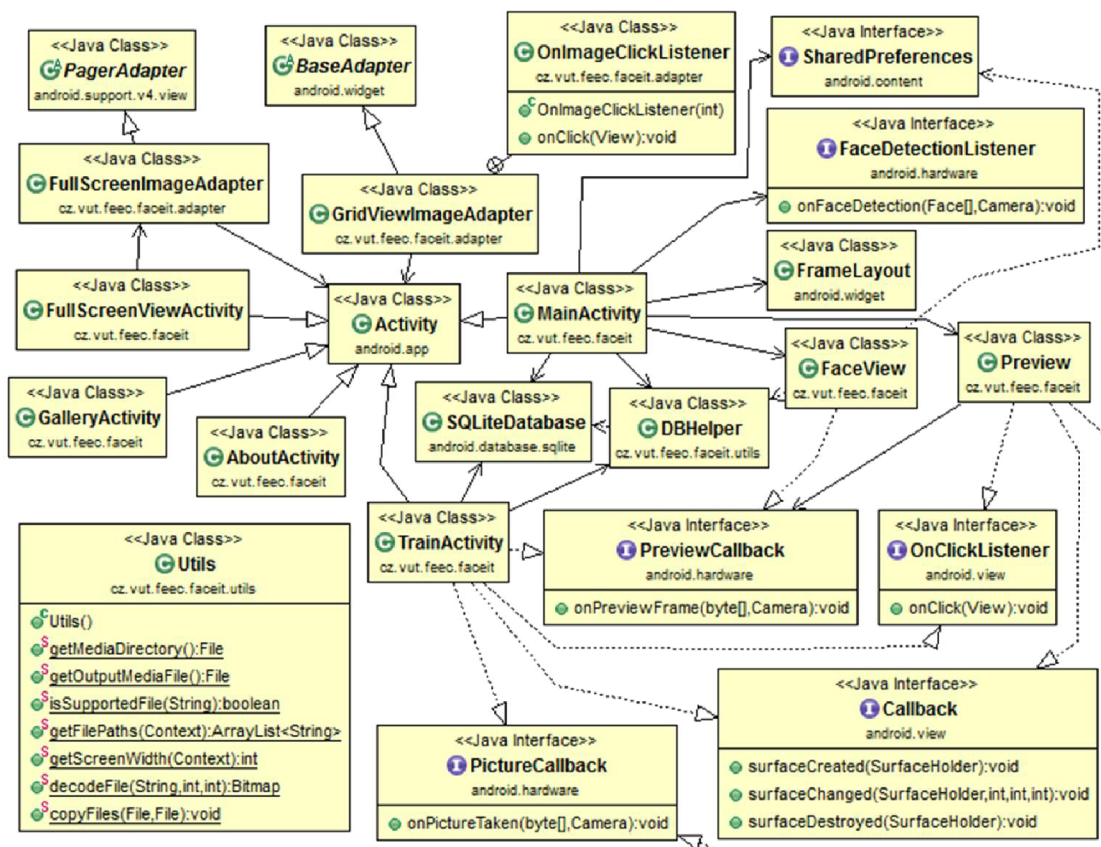 <<Java Class>>
PagerAdapter
android.support.v4.view
<<Java Class>>
BaseAdapter
android.widget
<<Java Class>>
OnImageClickListener
cz.vut.feec.faceit.adapter
OnImageClickListener(int)
onClick(View):void
<<Java Interface>>
SharedPreferences
android.content
<<Java Interface>>
FaceDetectionListener
android.hardware
onFaceDetection(Face[],Camera):void
<<Java Class>>
FullScreenImageAdapter
cz.vut.feec.faceit.adapter
<<Java Class>>
GridViewImageAdapter
cz.vut.feec.faceit.adapter
<<Java Class>>
FrameLayout
android.widget
<<Java Class>>
FullScreenViewActivity
cz.vut.feec.faceit
<<Java Class>>
Activity
android.app
<<Java Class>>
MainActivity
cz.vut.feec.faceit
<<Java Class>>
FaceView
cz.vut.feec.faceit
<<Java Class>>
Preview
cz.vut.feec.faceit
<<Java Class>>
GalleryActivity
cz.vut.feec.faceit
<<Java Class>>
AboutActivity
cz.vut.feec.faceit
<<Java Class>>
SQLiteDatabase
android.database.sqlite
<<Java Class>>
DBHelper
cz.vut.feec.faceit.utils
<<Java Class>>
TrainActivity
cz.vut.feec.faceit
<<Java Interface>>
PreviewCallback
android.hardware
onPreviewFrame(byte[],Camera):void
<<Java Interface>>
OnClickListener
android.view
onClick(View):void
<<Java Class>>
Utils
cz.vut.feec.faceit.utils
Utils()
getMediaDirectory():File
getOutputMediaFile():File
isSupportedFile(String):boolean
getFilePaths(Context):ArrayList<String>
getScreenWidth(Context):int
decodeFile(String,int,int):Bitmap
copyFiles(File,File):void
<<Java Interface>>
PictureCallback
android.hardware
onPictureTaken(byte[],Camera):void
<<Java Interface>>
Callback
android.view
surfaceCreated(SurfaceHolder):void
surfaceChanged(SurfaceHolder,int,int,int):void
surfaceDestroyed(SurfaceHolder):void